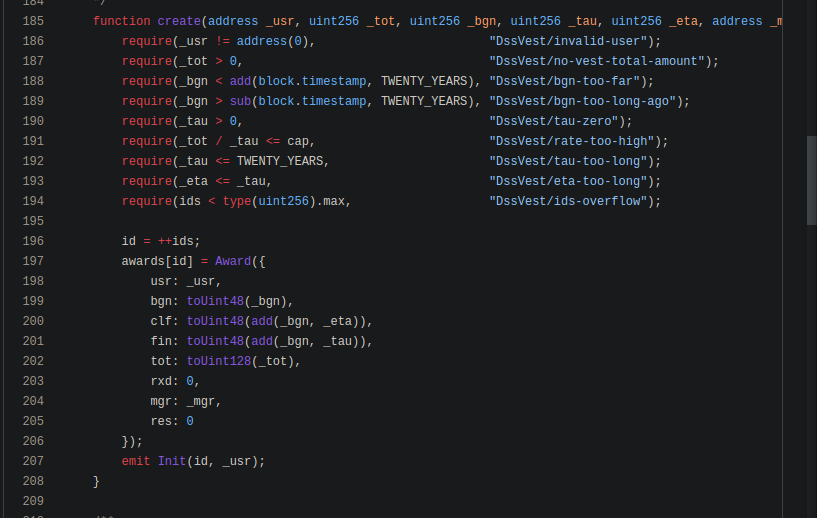 184 */
185 function create(address _usr, uint256 _tot, uint256 _bgn, uint256 _tau, uint256 _eta, address _m
186 require(_usr != address(0), "DssVest/invalid-user");
187 require(_tot > 0, "DssVest/no-vest-total-amount");
188 require(_bgn < add(block.timestamp, TWENTY_YEARS), "DssVest/bgn-too-far");
189 require(_bgn > sub(block.timestamp, TWENTY_YEARS), "DssVest/bgn-too-long-ago");
190 require(_tau > 0, "DssVest/tau-zero");
191 require(_tot / _tau <= cap, "DssVest/rate-too-high");
192 require(_tau <= TWENTY_YEARS, "DssVest/tau-too-long");
193 require(_eta <= _tau, "DssVest/eta-too-long");
194 require(ids < type(uint256).max, "DssVest/ids-overflow");
195
196 id = ++ids;
197 awards[id] = Award({
198 usr: _usr,
199 bgn: toUint48(_bgn),
200 clf: toUint48(add(_bgn, _eta)),
201 fin: toUint48(add(_bgn, _tau)),
202 tot: toUint128(_tot),
203 rxd: 0,
204 mgr: _mgr,
205 res: 0
206 });
207 emit Init(id, _usr);
208 }
209